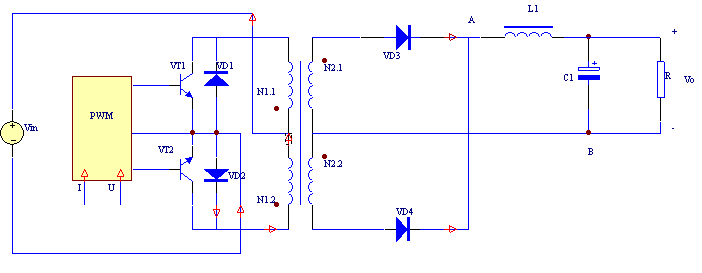 L1
A
+
VD3
VT1
VD1
N2.1
+
C1
R
Vo
N1.1
PWM
+
-
Vin
-
VT2
B
N2.2
I
U
VD2
N1.2
VD4